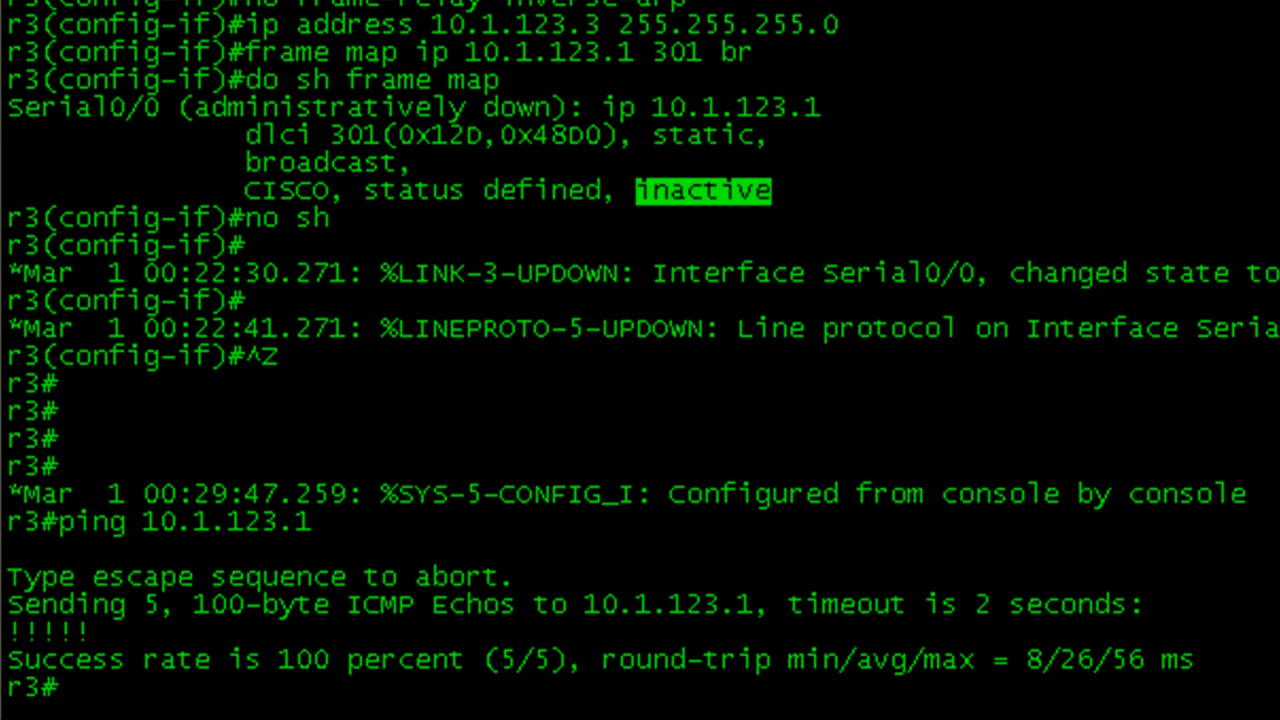 r3(config-if)#no frame-relay inverse-arp
r3(config-if)#ip address 10.1.123.3 255.255.255.0
r3(config-if)#frame map ip 10.1.123.1 301 br
r3(config-if)#do sh frame map
Serial0/0 (administratively down): ip 10.1.123.1
dlci 301(0x12D,0x48D0), static,
broadcast,
CISCO, status defined, inactive
r3(config-if)#no sh
r3(config-if)#
*Mar  1 00:22:30.271: %LINK-3-UPDOWN: Interface Serial0/0, changed state to
r3(config-if)#
*Mar  1 00:22:41.271: %LINEPROTO-5-UPDOWN: Line protocol on Interface Seria
r3(config-if)#^Z
r3#
r3#
r3#
r3#
*Mar  1 00:29:47.259: %SYS-5-CONFIG_I: Configured from console by console
r3#ping 10.1.123.1
Type escape sequence to abort.
Sending 5, 100-byte ICMP Echos to 10.1.123.1, timeout is 2 seconds:
!!!!!
Success rate is 100 percent (5/5), round-trip min/avg/max = 8/26/56 ms
r3#